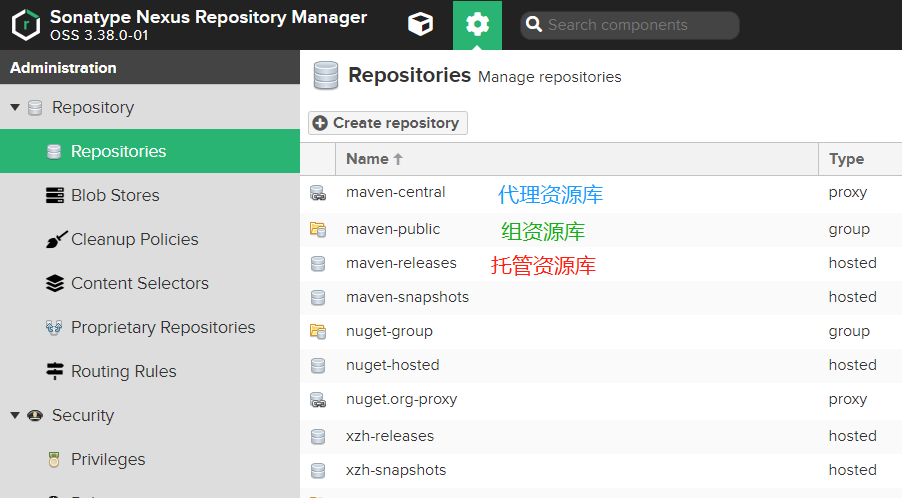 Sonatype Nexus Repository Manager
OSS 3.38.0-01
Search components
Administration
Repository
Repositories
Blob Stores
Cleanup Policies
Content Selectors
Proprietary Repositories
Routing Rules
Security
Privileges
Repositories Manage repositories
Create repository
Name Type
maven-central 代理资源库 proxy
maven-public 组资源库 group
maven-releases 托管资源库 hosted
maven-snapshots hosted
nuget-group group
nuget-hosted hosted
nuget.org-proxy proxy
xzh-releases hosted
xzh-snapshots hosted